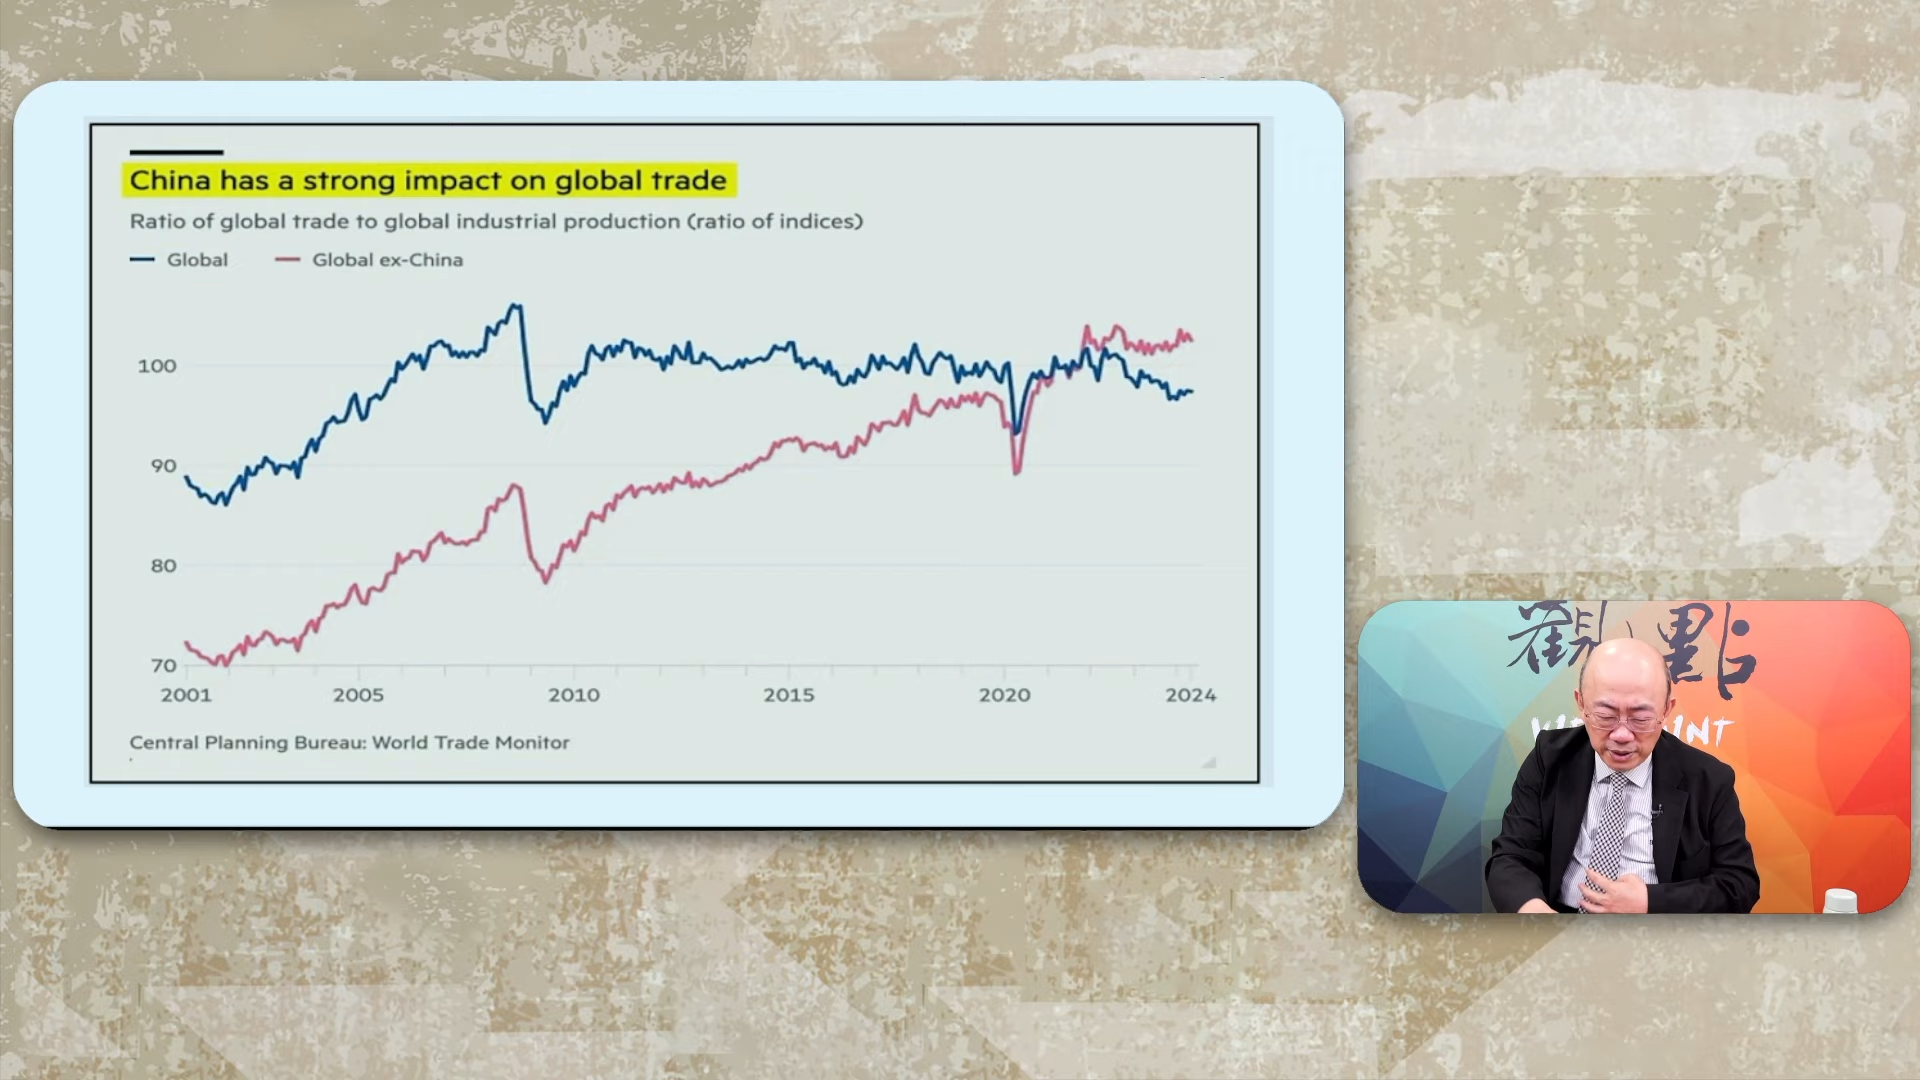 China has a strong impact on global trade
Ratio of global trade to global industrial production (ratio of indices)
Global
Global ex-China
100
90
80
70
2001
2005
2010
2015
2020
2024
Central Planning Bureau: World Trade Monitor
觀點